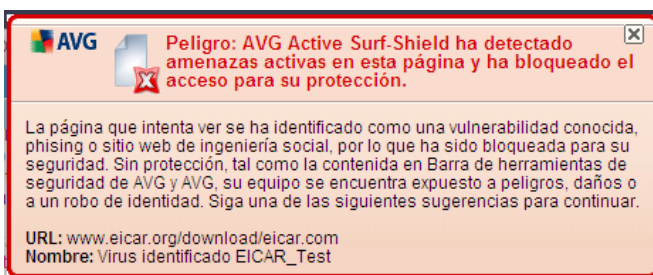 AVG
Peligro: AVG Active Surf-Shield ha detectado
amenazas activas en esta página y ha bloqueado el
acceso para su protección.
La página que intenta ver se ha identificado como una vulnerabilidad conocida,
phising o sitio web de ingeniería social, por lo que ha sido bloqueada para su
seguridad. Sin protección, tal como la contenida en Barra de herramientas de
seguridad de AVG y AVG, su equipo se encuentra expuesto a peligros, daños o
a un robo de identidad. Siga una de las siguientes sugerencias para continuar.
URL: www.eicar.org/download/eicar.com
Nombre: Virus identificado EICAR_Test